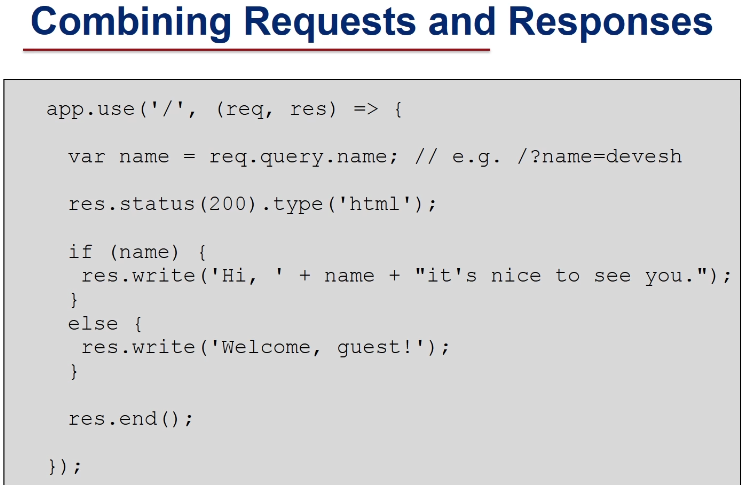 Combining Requests and Responses
app.use('/', (req, res) => {
var name = req.query.name; // e.g. /?name=devesh
res.status(200).type('html');
if (name) {
res.write('Hi, ' + name + "it's nice to see you.");
}
else {
res.write('Welcome, guest!');
}
res.end();
});